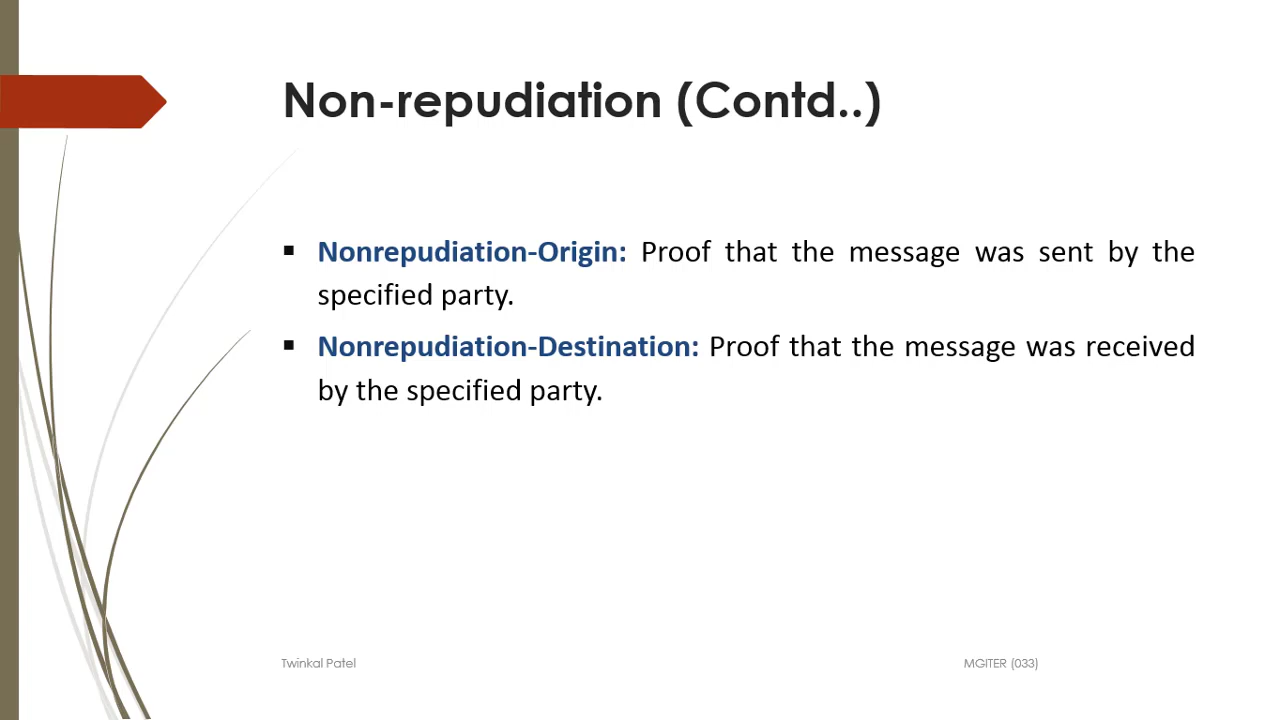 Non-repudiation (Contd..)
▪ Nonrepudiation-Origin: Proof that the message was sent by the
specified party.
▪ Nonrepudiation-Destination: Proof that the message was received
by the specified party.
Twinkal Patel
MGITER (033)